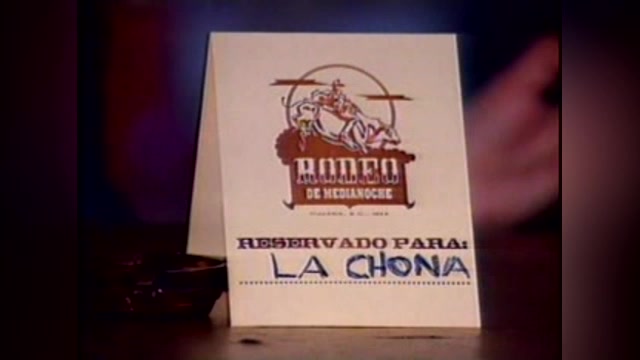 RODEO
DE MEDIANOCHE
RESERVADO PARA:
LA CHONA